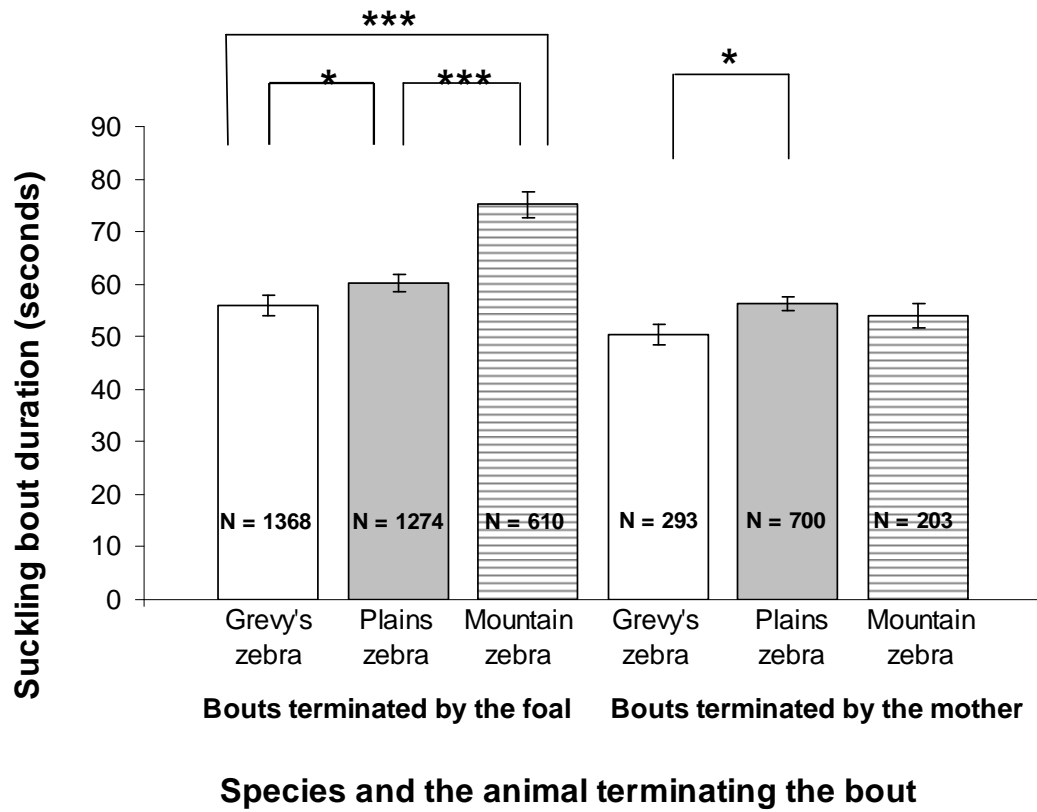 ***
*
***
*
90
80
70
60
50
40
30
20
10
0
Suckling bout duration (seconds)
N = 1368
N = 1274
N = 610
N = 293
N = 700
N = 203
Grevy's
zebra
Plains
zebra
Mountain
zebra
Grevy's
zebra
Plains
zebra
Mountain
zebra
Bouts terminated by the foal
Bouts terminated by the mother
Species and the animal terminating the bout